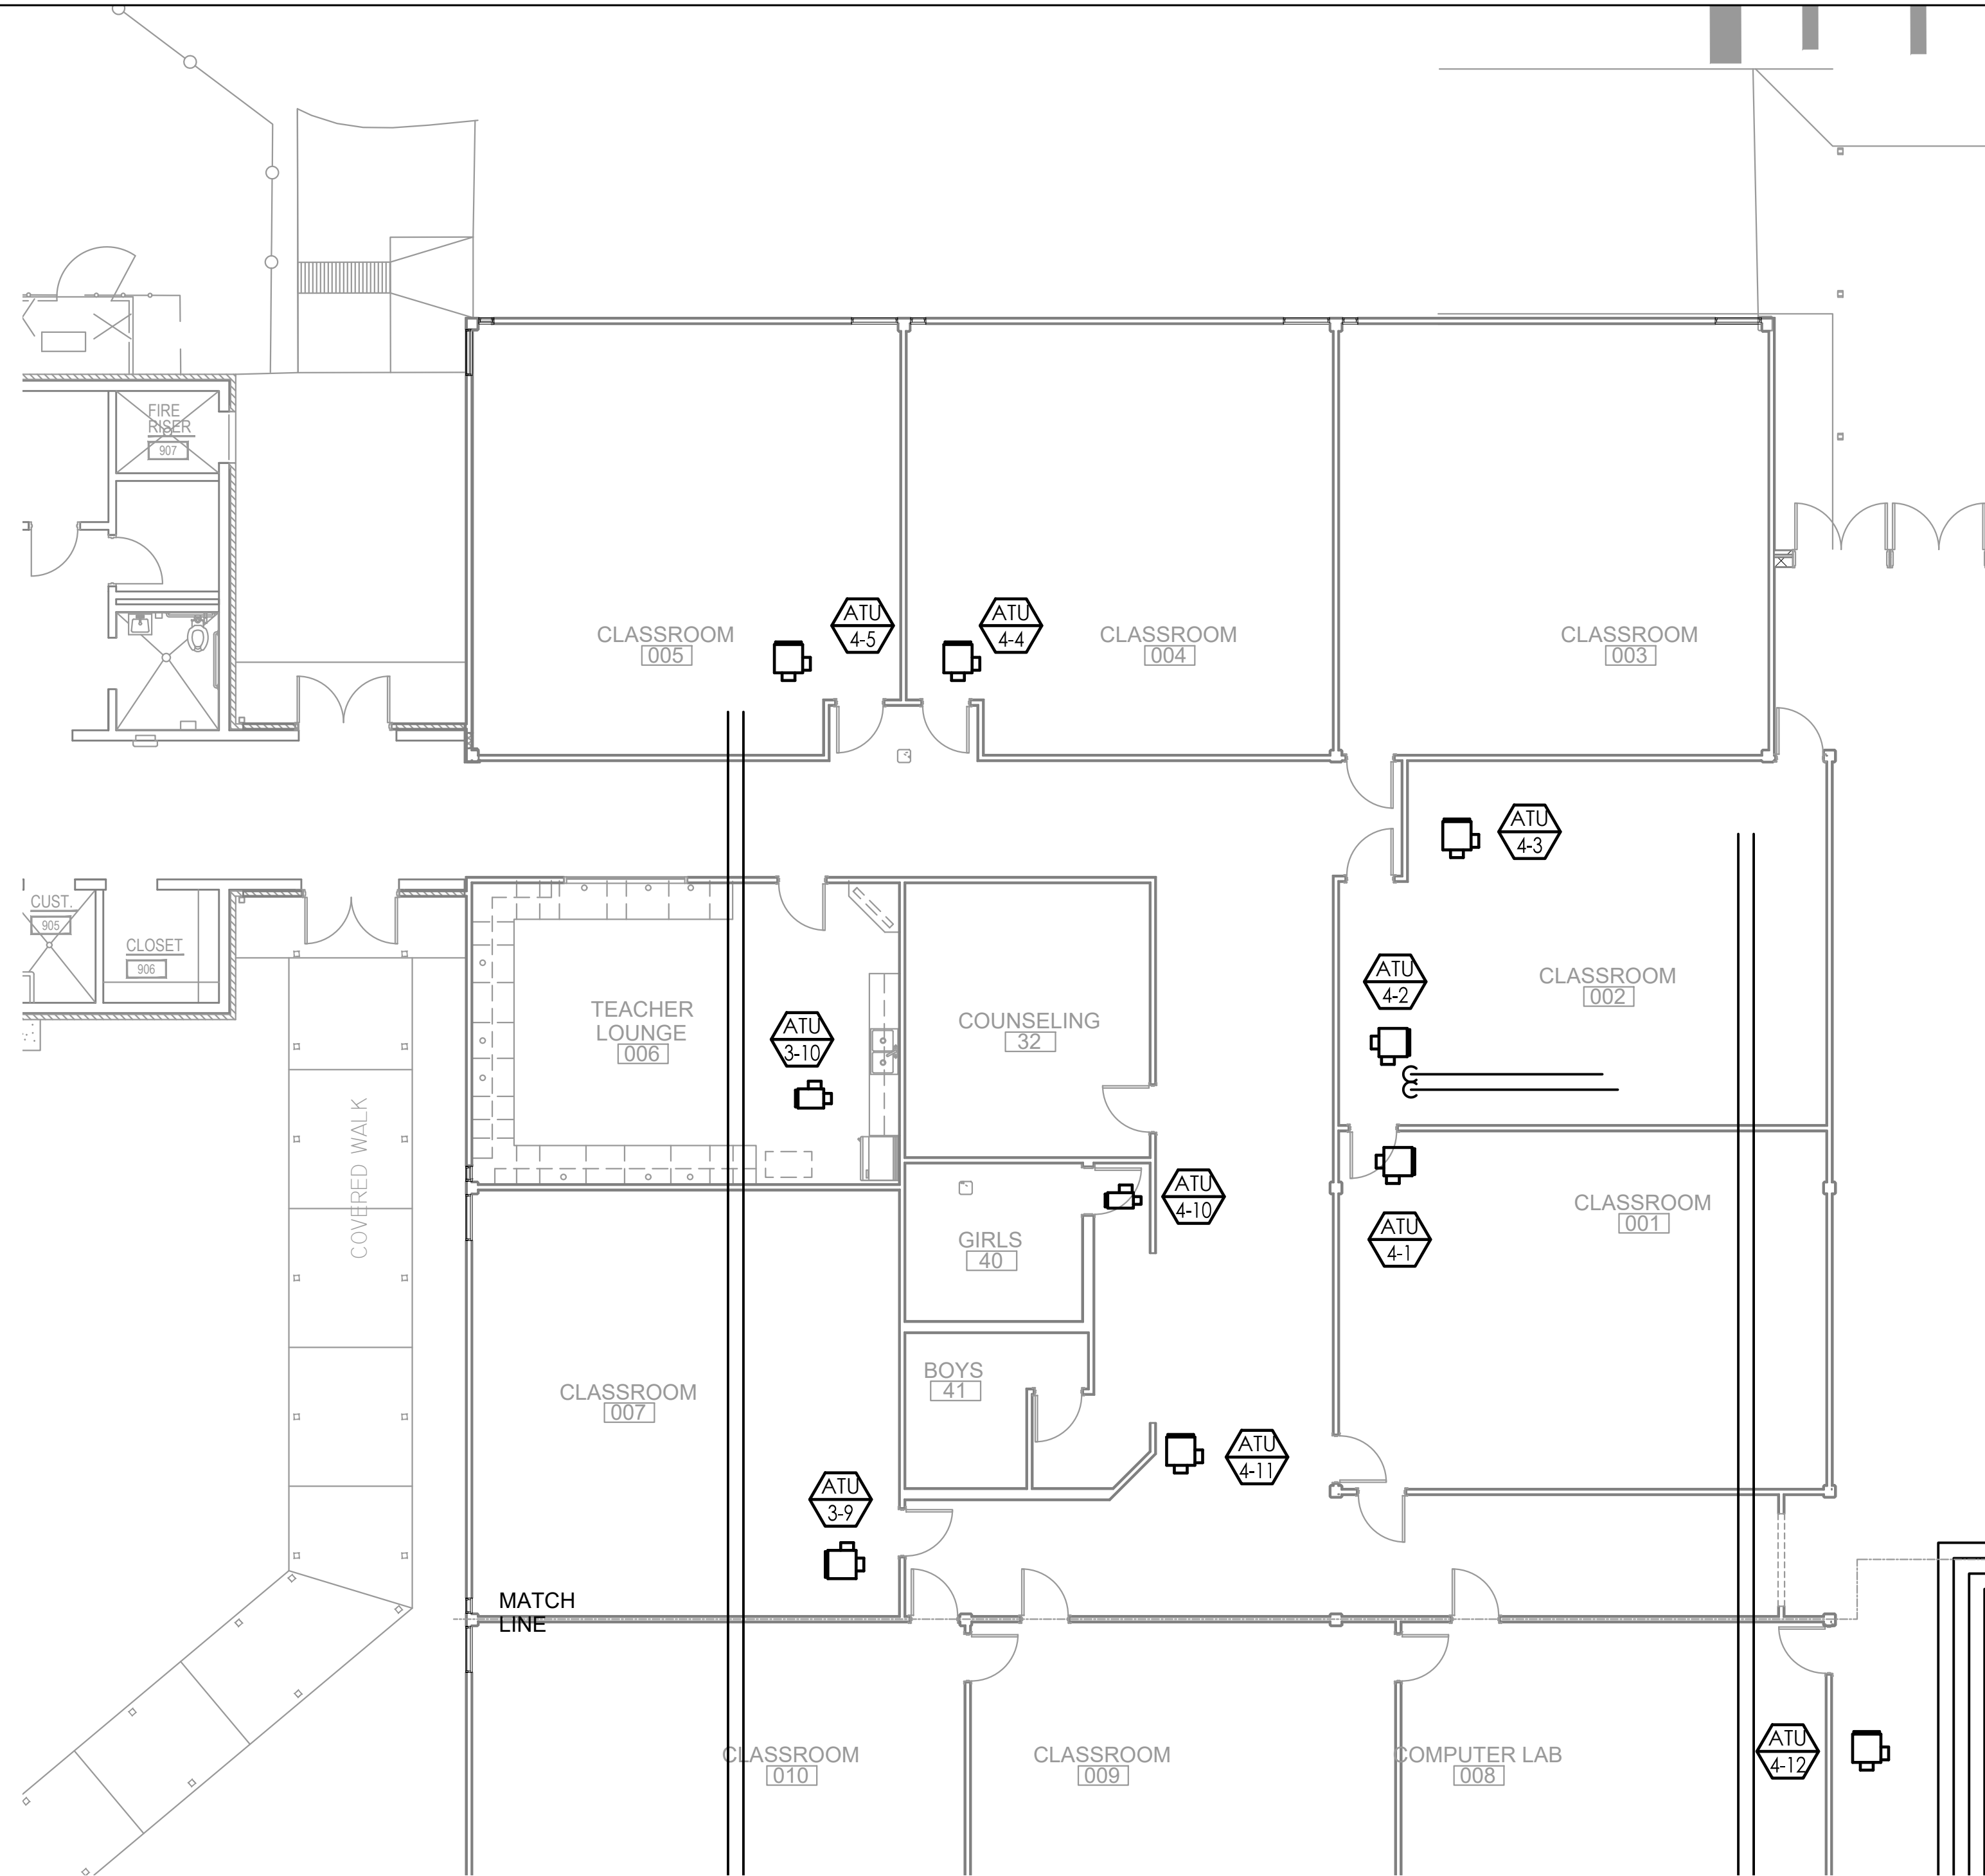 FIRE
RISER
907
ATU
4-5
ATU
4-4
CLASSROOM
005
CLASSROOM
004
CLASSROOM
003
ATU
4-3
CUST.
905
CLOSET
906
ATU
4-2
CLASSROOM
002
TEACHER
LOUNGE
006
ATU
3-10
COUNSELING
32
COVERED WALK
ATU
4-10
CLASSROOM
001
GIRLS
40
ATU
4-1
BOYS
41
CLASSROOM
007
ATU
4-11
ATU
3-9
MATCH
LINE
CLASSROOM
010
CLASSROOM
009
COMPUTER LAB
008
ATU
4-12